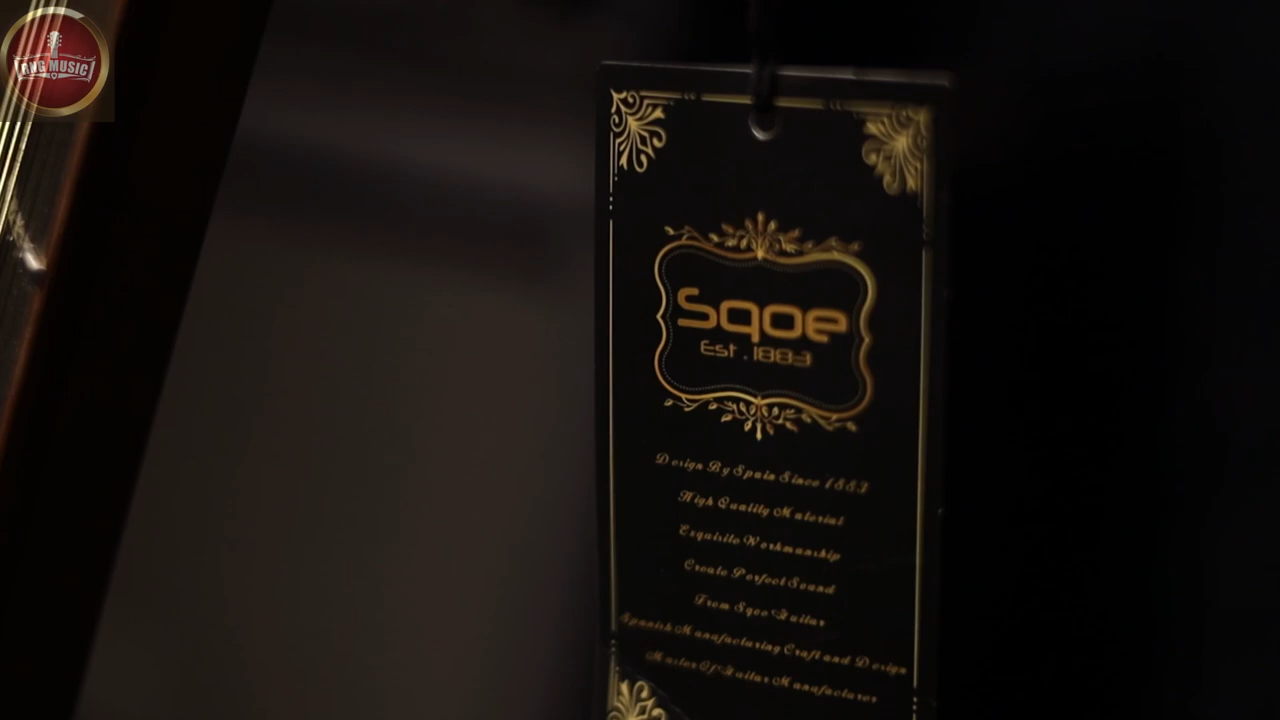 ANG MUSIC
Sqoe
Est.1883
Design By Spain Since 1883
High Quality Material
Exquisite Workmanship
Create Perfect Sound
From Sqoe Guitar
Spanish Manufacturing Craft and Design
Master Of Guitar Manufacturer